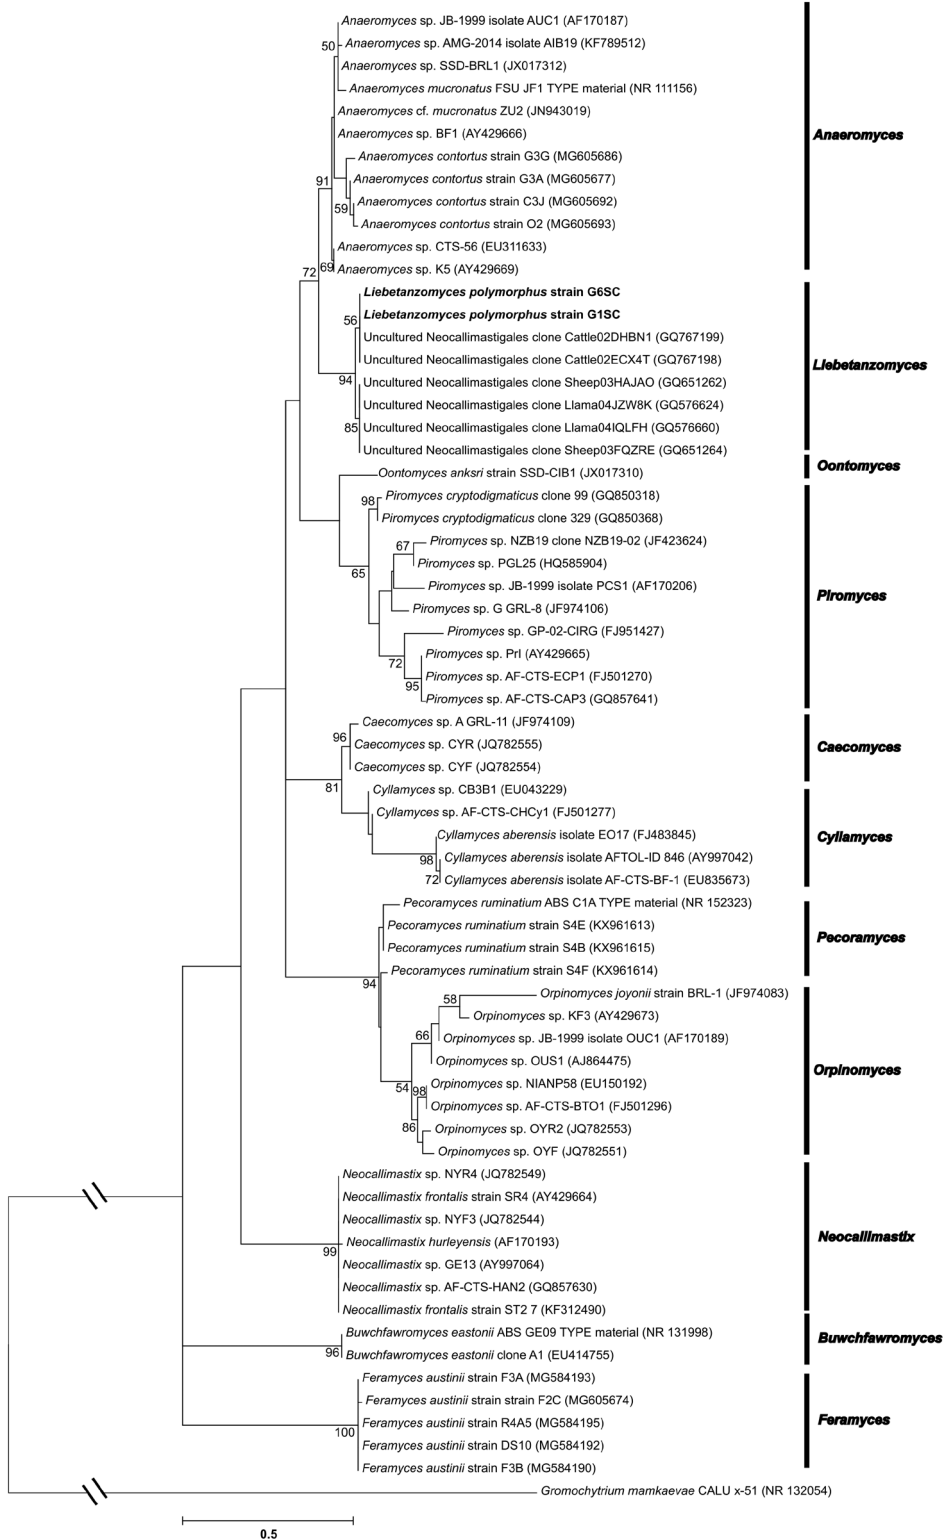 Anaeromyces sp. JB-1999 isolate AUC1 (AF170187)
50
Anaeromyces sp. AMG-2014 isolate AIB19 (KF789512)
Anaeromyces sp. SSD-BRL1 (JX017312)
Anaeromyces mucronatus FSU JF1 TYPE material (NR 111156)
Anaeromyces cf. mucronatus ZU2 (JN943019)
Anaeromyces sp. BF1 (AY429666)
Anaeromyces
Anaeromyces contortus strain G3G (MG605686)
91
Anaeromyces contortus strain G3A (MG605677)
Anaeromyces contortus strain C3J (MG605692)
59
Anaeromyces contortus strain O2 (MG605693)
Anaeromyces sp. CTS-56 (EU311633)
72
69
Anaeromyces sp. K5 (AY429669)
Liebetanzomyces polymorphus strain G6SC
Liebetanzomyces polymorphus strain G1SC
56
Uncultured Neocallimastigales clone Cattle02DHBN1 (GQ767199)
Uncultured Neocallimastigales clone Cattle02ECX4T (GQ767198)
Liebetanzomyces
94
Uncultured Neocallimastigales clone Sheep03HAJAO (GQ651262)
Uncultured Neocallimastigales clone Llama04JZW8K (GQ576624)
85
Uncultured Neocallimastigales clone Llama04IQLFH (GQ576660)
Uncultured Neocallimastigales clone Sheep03FQZRE (GQ651264)
Oontomyces anksri strain SSD-CIB1 (JX017310)
Oontomyces
98
Piromyces cryptodigmaticus clone 99 (GQ850318)
Piromyces cryptodigmaticus clone 329 (GQ850368)
67
Piromyces sp. NZB19 clone NZB19-02 (JF423624)
Piromyces sp. PGL25 (HQ585904)
65
Piromyces sp. JB-1999 isolate PCS1 (AF170206)
Piromyces
Piromyces sp. G GRL-8 (JF974106)
Piromyces sp. GP-02-CIRG (FJ951427)
Piromyces sp. PrI (AY429665)
72
Piromyces sp. AF-CTS-ECP1 (FJ501270)
95
Piromyces sp. AF-CTS-CAP3 (GQ857641)
Caecomyces sp. A GRL-11 (JF974109)
96
Caecomyces sp. CYR (JQ782555)
Caecomyces
Caecomyces sp. CYF (JQ782554)
81
Cyllamyces sp. CB3B1 (EU043229)
Cyllamyces sp. AF-CTS-CHCy1 (FJ501277)
Cyllamyces aberensis isolate EO17 (FJ483845)
Cyllamyces
98
Cyllamyces aberensis isolate AFTOL-ID 846 (AY997042)
72
Cyllamyces aberensis isolate AF-CTS-BF-1 (EU835673)
Pecoramyces ruminatium ABS C1A TYPE material (NR 152323)
Pecoramyces ruminatium strain S4E (KX961613)
Pecoramyces
Pecoramyces ruminatium strain S4B (KX961615)
Pecoramyces ruminatium strain S4F (KX961614)
94
58
Orpinomyces joyonii strain BRL-1 (JF974083)
Orpinomyces sp. KF3 (AY429673)
66
Orpinomyces sp. JB-1999 isolate OUC1 (AF170189)
Orpinomyces sp. OUS1 (AJ864475)
Orpinomyces
54
98
Orpinomyces sp. NIANP58 (EU150192)
Orpinomyces sp. AF-CTS-BTO1 (FJ501296)
86
Orpinomyces sp. OYR2 (JQ782553)
Orpinomyces sp. OYF (JQ782551)
Neocallimastix sp. NYR4 (JQ782549)
Neocallimastix frontalis strain SR4 (AY429664)
Neocallimastix sp. NYF3 (JQ782544)
Neocallimastix
Neocallimastix hurleyensis (AF170193)
99
Neocallimastix sp. GE13 (AY997064)
Neocallimastix sp. AF-CTS-HAN2 (GQ857630)
Neocallimastix frontalis strain ST2 7 (KF312490)
Buwchfawromyces eastonii ABS GE09 TYPE material (NR 131998)
Buwchfawromyces
96
Buwchfawromyces eastonii clone A1 (EU414755)
Feramyces austinii strain F3A (MG584193)
Feramyces austinii strain strain F2C (MG605674)
Feramyces austinii strain R4A5 (MG584195)
Feramyces
100
Feramyces austinii strain DS10 (MG584192)
Feramyces austinii strain F3B (MG584190)
Gromochytrium mamkaevae CALU x-51 (NR 132054)
0.5